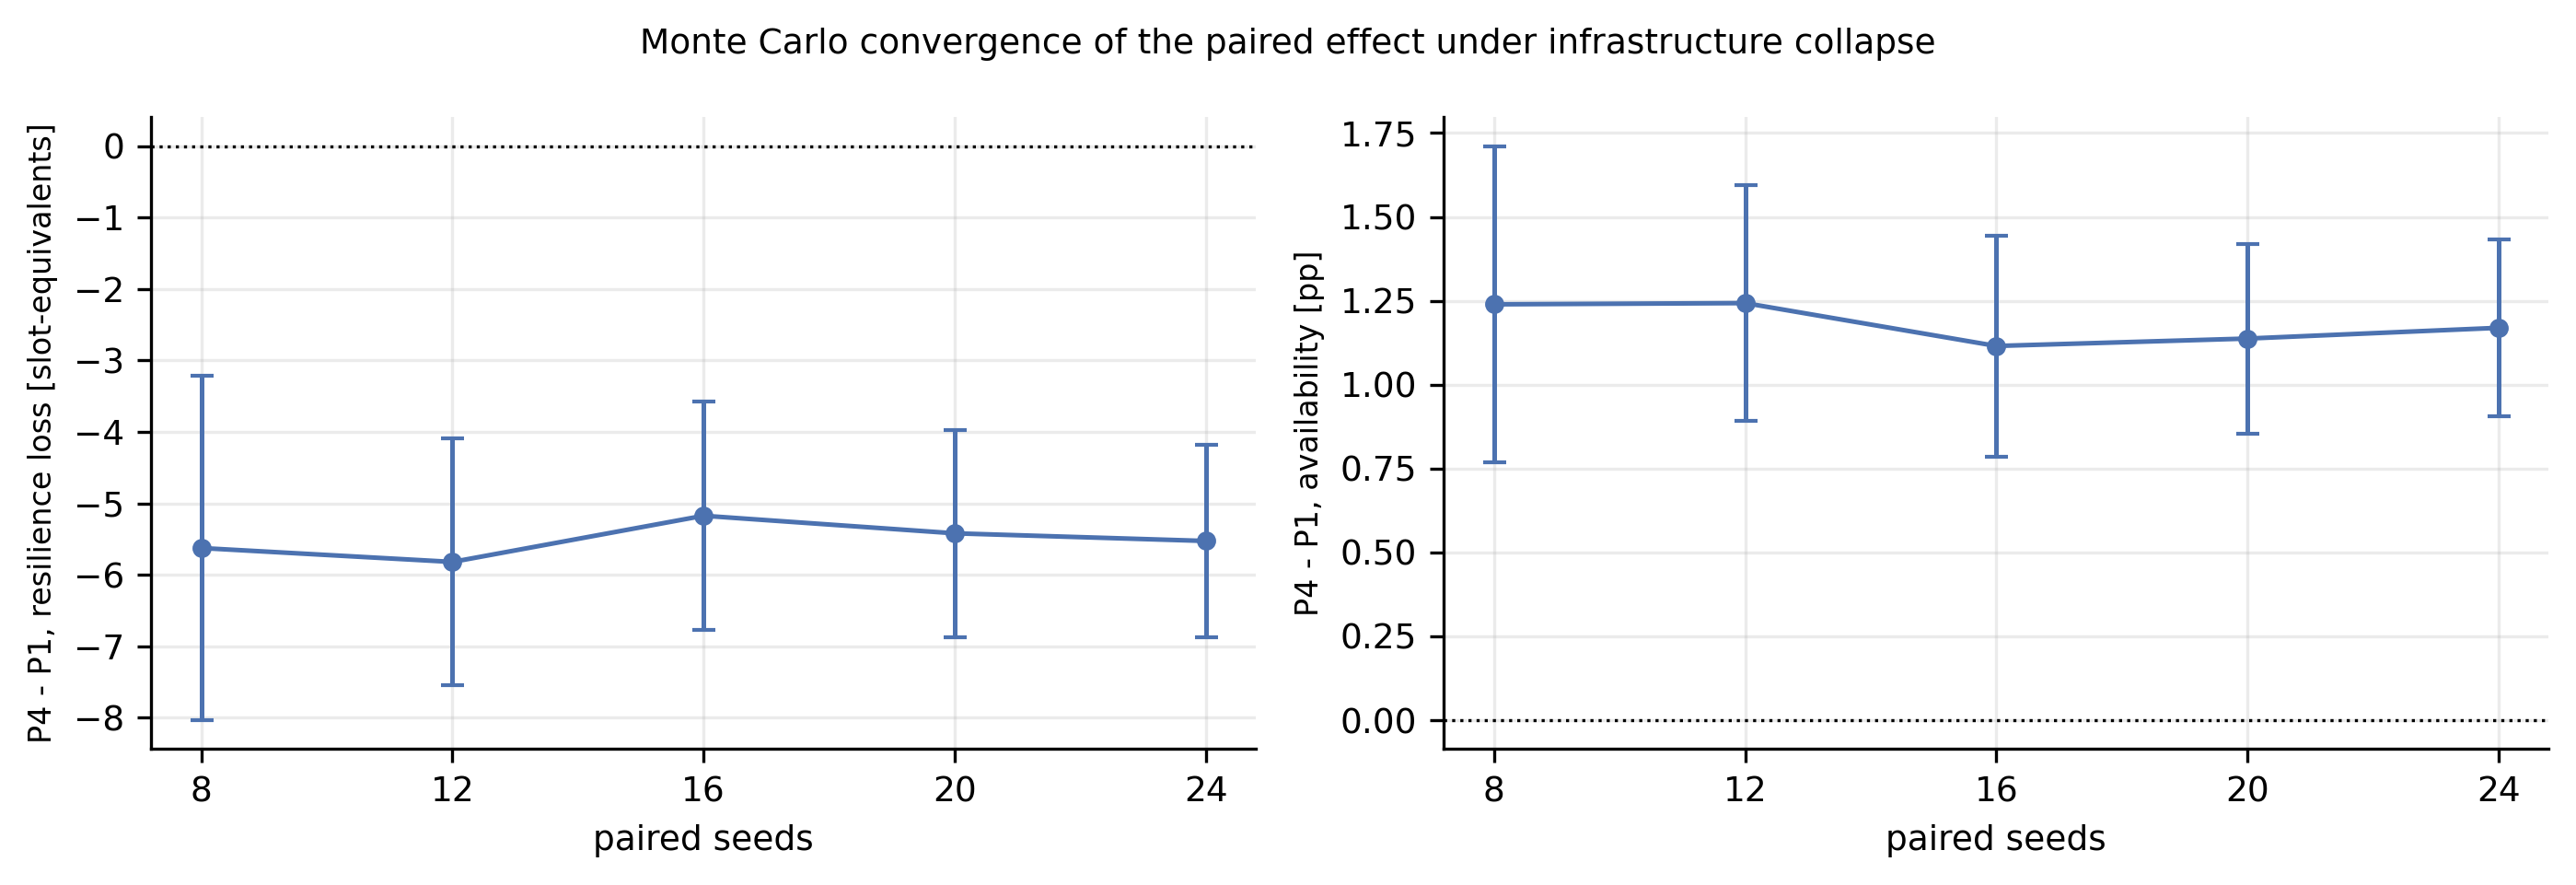 Monte Carlo convergence of the paired effect under infrastructure collapse
P4 - P1, resilience loss [slot-equivalents]
0
−1
−2
−3
−4
−5
−6
−7
−8
8 12 16 20 24
paired seeds
P4 - P1, availability [pp]
1.75
1.50
1.25
1.00
0.75
0.50
0.25
0.00
8 12 16 20 24
paired seeds